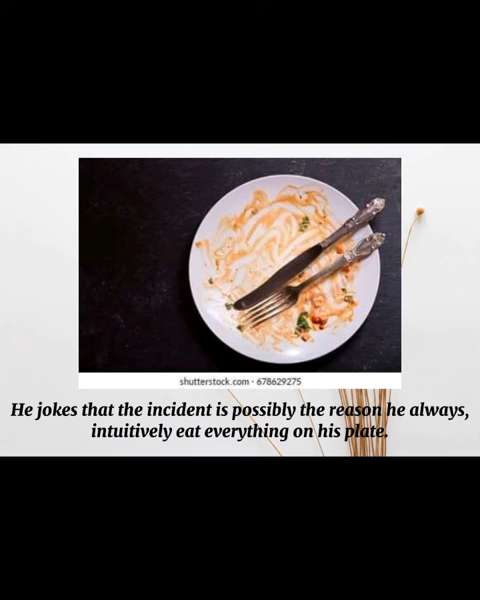 shutterstock.com · 678629275
He jokes that the incident is possibly the reason he always,
intuitively eat everything on his plate.